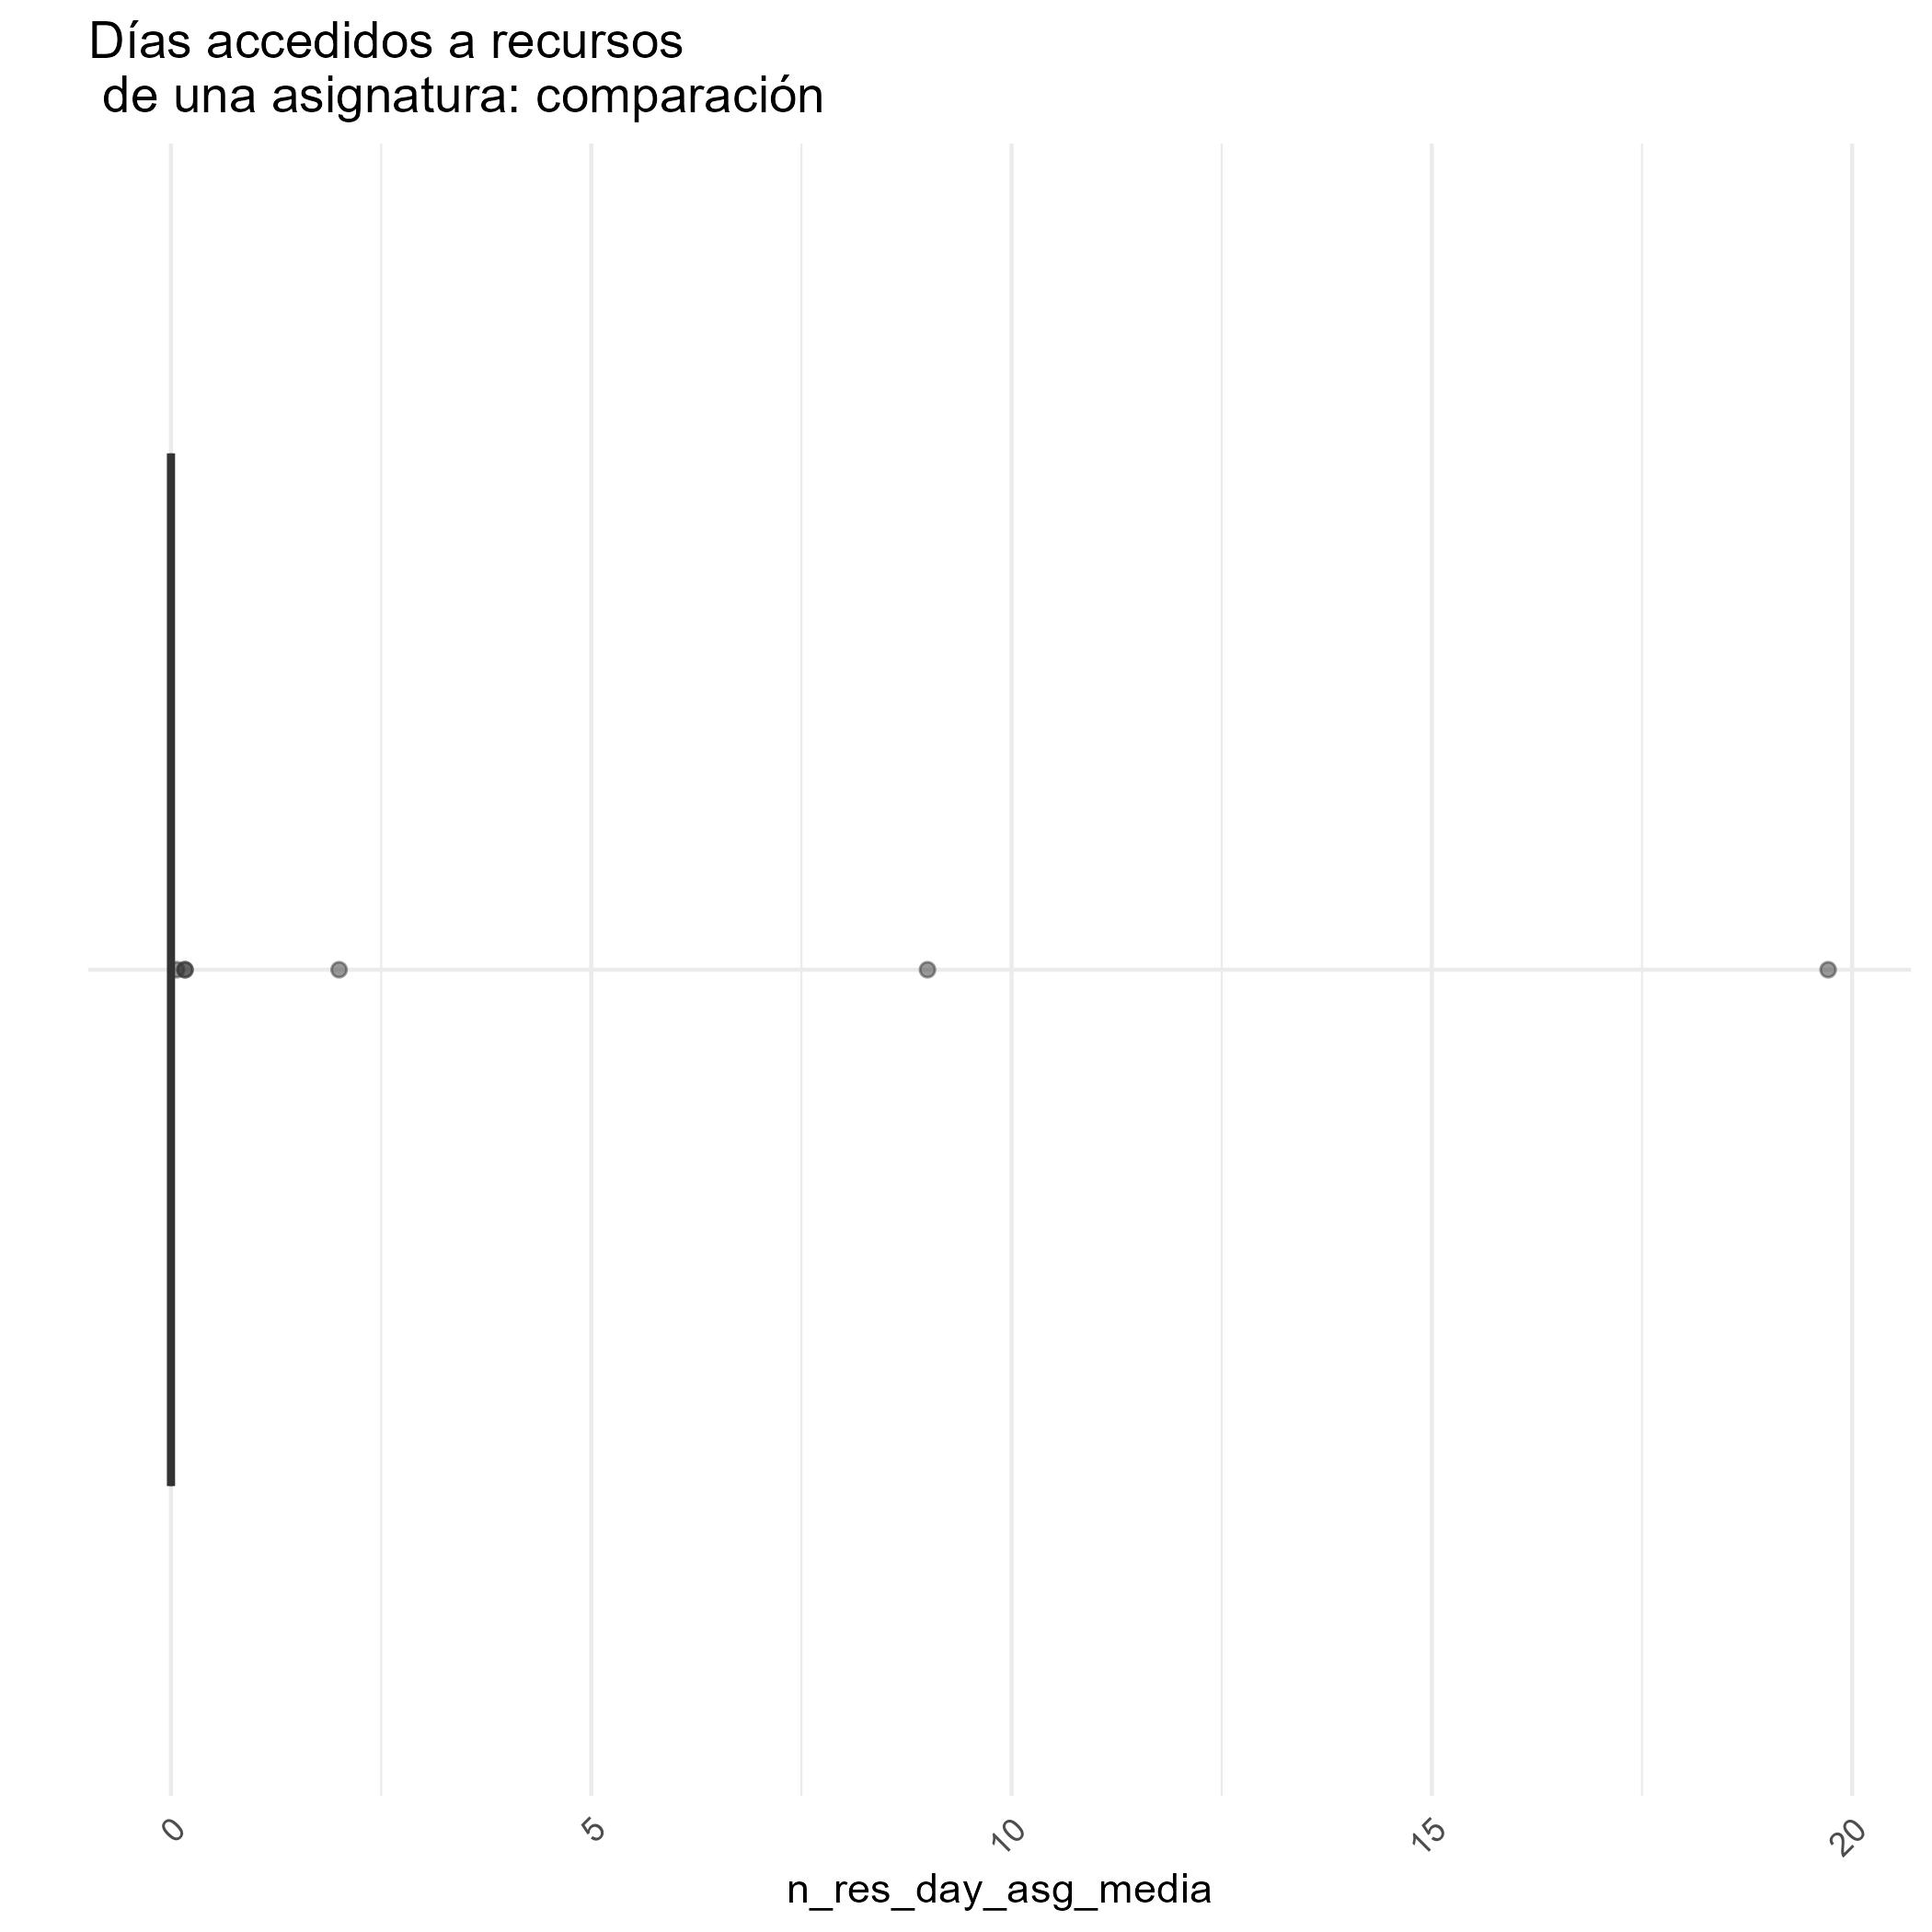 Días accedidos a recursos
de una asignatura: comparación
0
5
10
15
20
n_res_day_asg_media